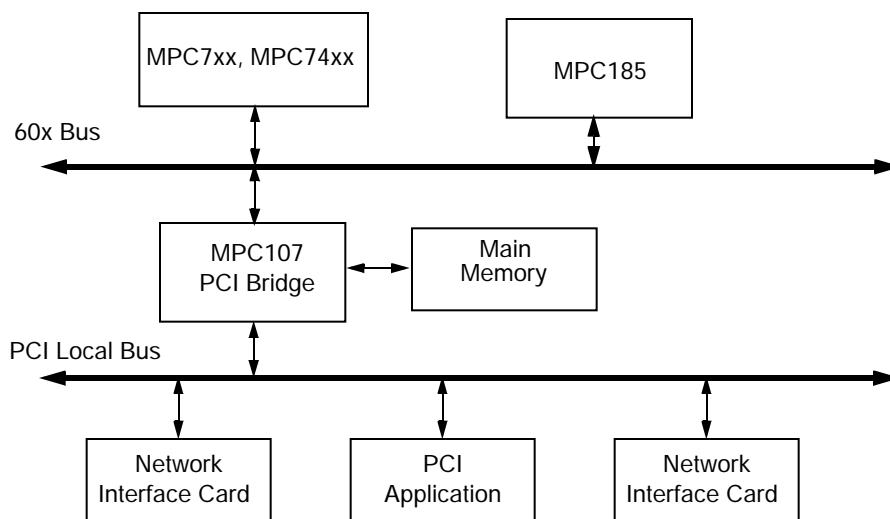 MPC7xx, MPC74xx
MPC185
60x Bus
MPC107
PCI Bridge
Main
Memory
PCI Local Bus
Network
Interface Card
PCI
Application
Network
Interface Card